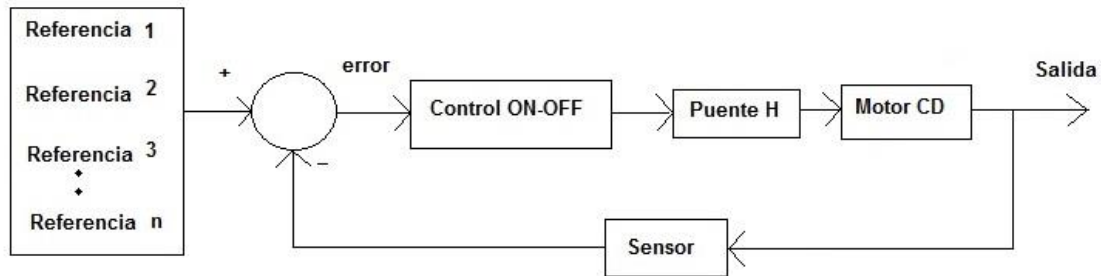 Referencia 1
Referencia 2
Referencia 3
Referencia n
+
error
Control ON-OFF
Puente H
Motor CD
Salida
−
Sensor